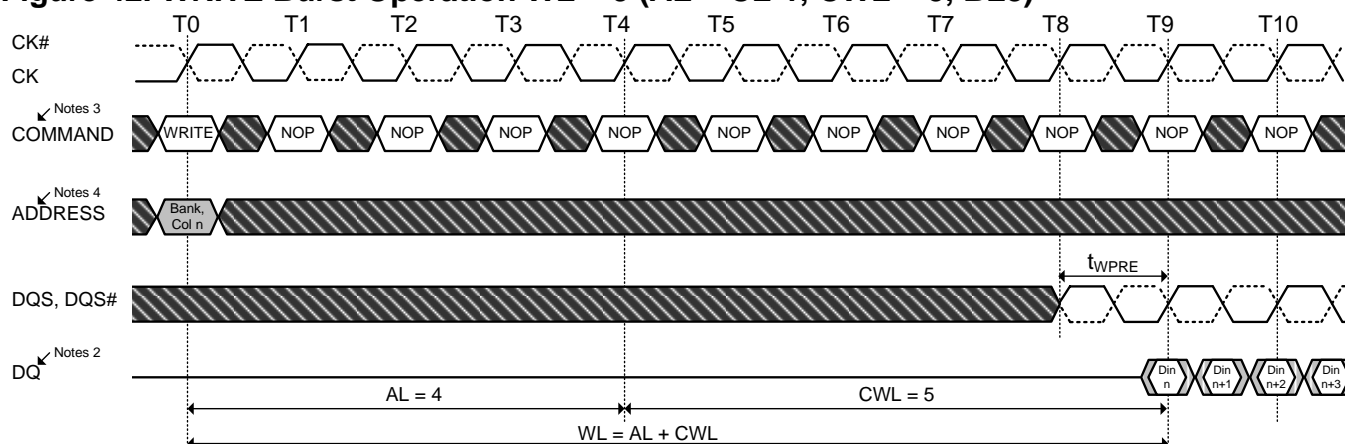 Figure 42. WRITE Burst Operation WL = 9 (AL = CL-1, CWL = 5, BL8)
T0 T1 T2 T3 T4 T5 T6 T7 T8 T9 T10
CK#
CK
Notes 3
COMMAND WRITE NOP NOP NOP NOP NOP NOP NOP NOP NOP NOP
Notes 4
ADDRESS Bank,
Col n
tWPRE
DQS, DQS#
Notes 2
DQ Din Din Din Din
n n+1 n+2 n+3
AL = 4 CWL = 5
WL = AL + CWL